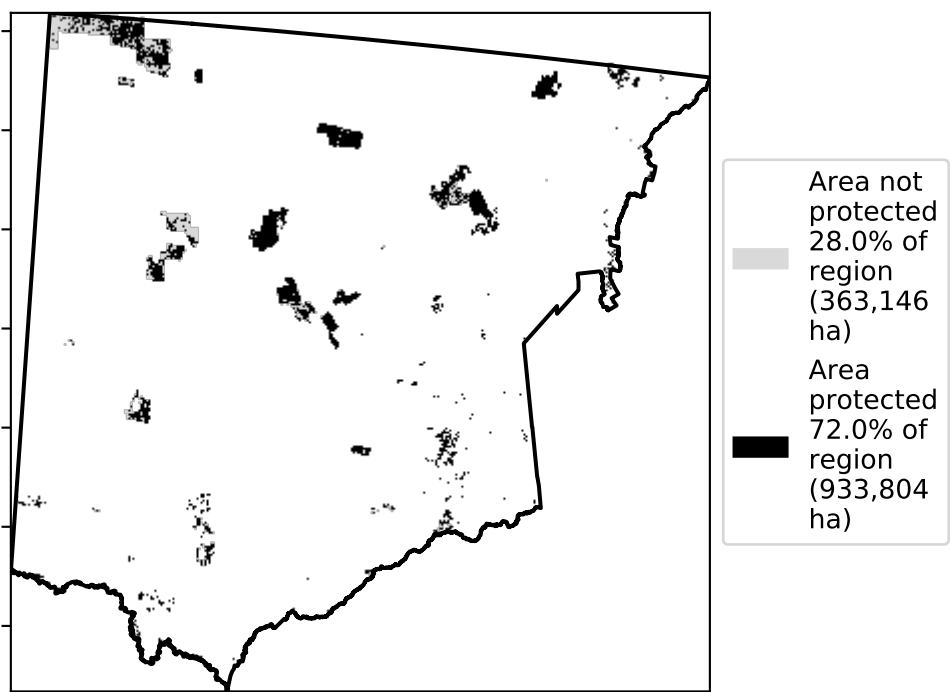 Area not
protected
28.0% of
region
(363,146
ha)
Area
protected
72.0% of
region
(933,804
ha)